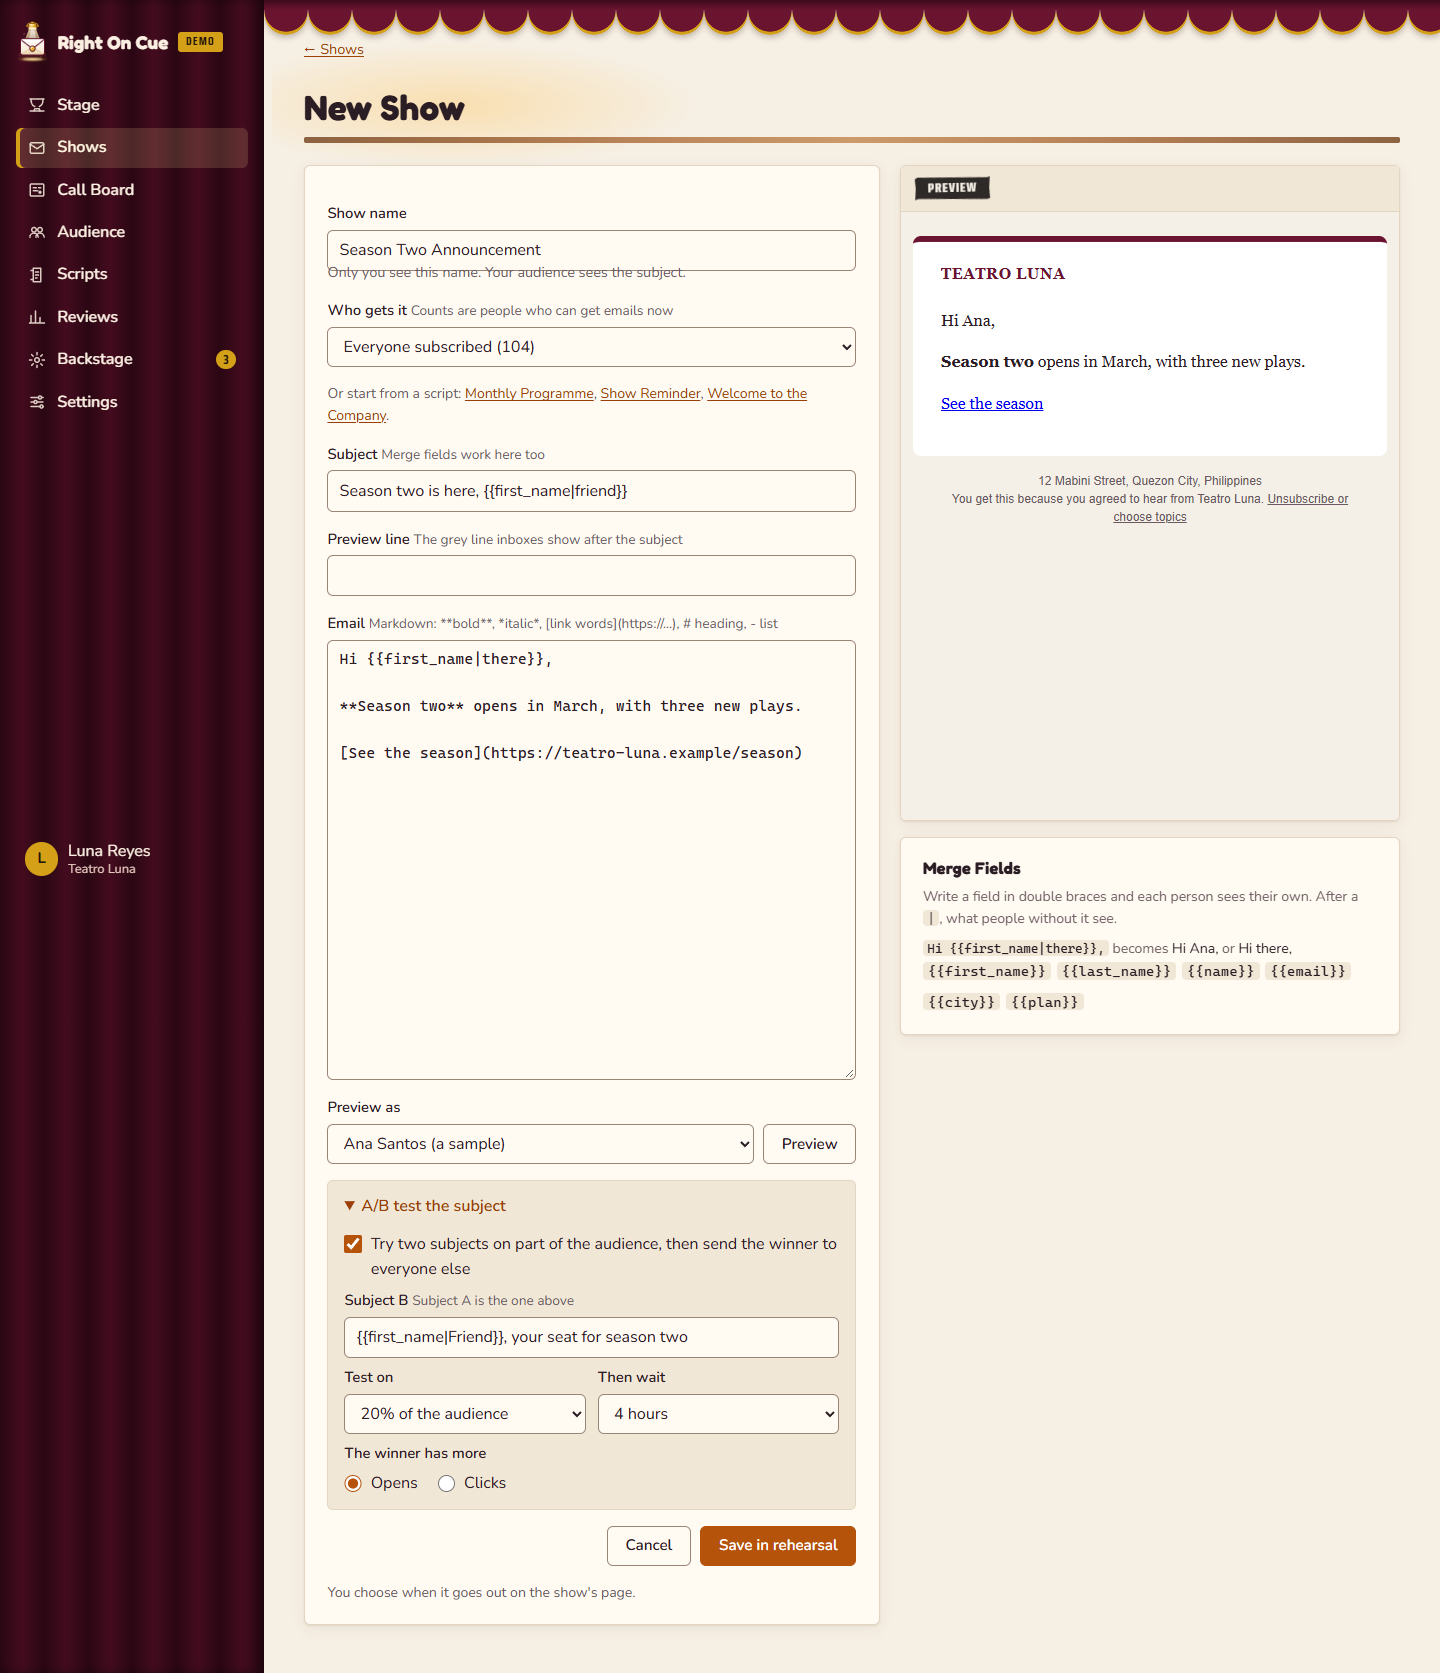 Right On Cue DEMO
Stage
Shows
Call Board
Audience
Scripts
Reviews
Backstage 3
Settings
L Luna Reyes
Teatro Luna
← Shows
New Show
Show name
Season Two Announcement
Only you see this name. Your audience sees the subject.
Who gets it Counts are people who can get emails now
Everyone subscribed (104)
Or start from a script: Monthly Programme, Show Reminder, Welcome to the
Company.
Subject Merge fields work here too
Season two is here, {{first_name|friend}}
Preview line The grey line inboxes show after the subject
Email Markdown: **bold**, *italic*, [link words](https://...), # heading, - list
Hi {{first_name|there}},
**Season two** opens in March, with three new plays.
[See the season](https://teatro-luna.example/season)
Preview as
Ana Santos (a sample)
Preview
▼ A/B test the subject
Try two subjects on part of the audience, then send the winner to
everyone else
Subject B Subject A is the one above
{{first_name|Friend}}, your seat for season two
Test on
Then wait
20% of the audience
4 hours
The winner has more
Opens
Clicks
Cancel
Save in rehearsal
You choose when it goes out on the show's page.
PREVIEW
TEATRO LUNA
Hi Ana,
Season two opens in March, with three new plays.
See the season
12 Mabini Street, Quezon City, Philippines
You get this because you agreed to hear from Teatro Luna. Unsubscribe or
choose topics
Merge Fields
Write a field in double braces and each person sees their own. After a
|, what people without it see.
Hi {{first_name|there}}, becomes Hi Ana, or Hi there,
{{first_name}} {{last_name}} {{name}} {{email}}
{{city}} {{plan}}